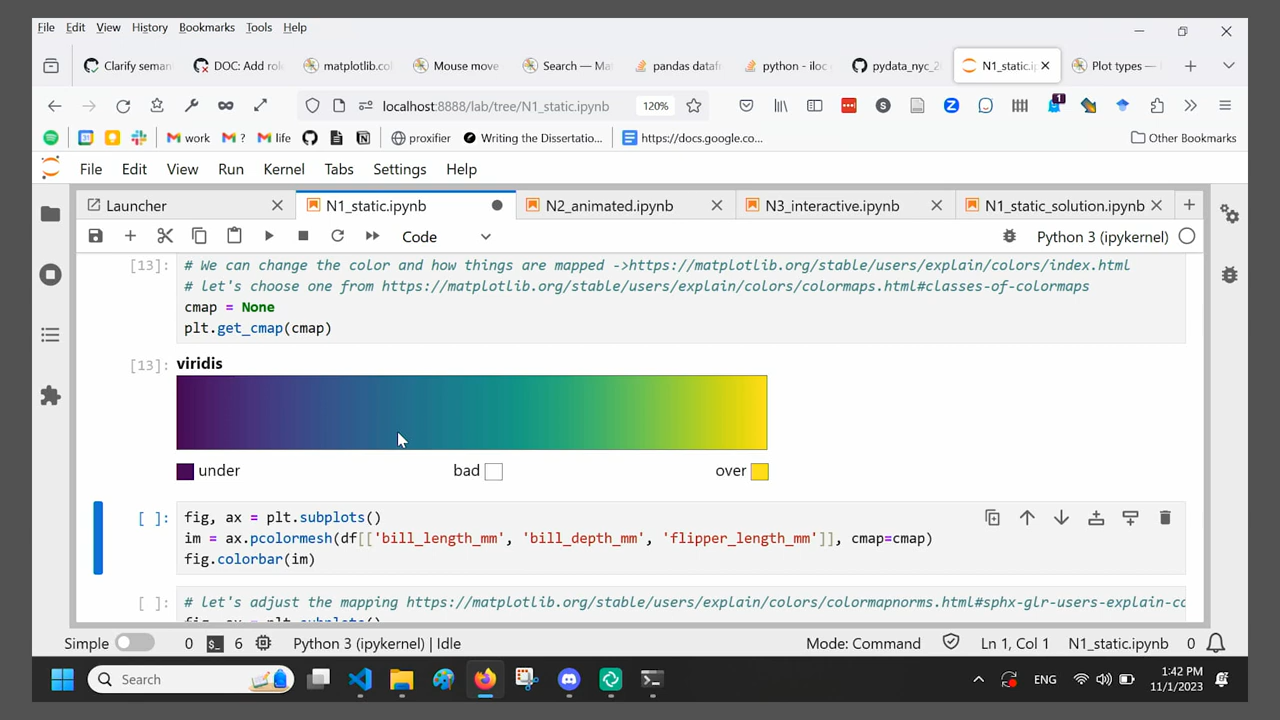 File Edit View History Bookmarks Tools Help
Clarify seman
DOC: Add role
matplotlib.col
Mouse move
Search — Ma
pandas datafr
python - iloc
pydata_nyc_2
N1_static.i
Plot types —
localhost:8888/lab/tree/N1_static.ipynb 120%
S
Z
1
work
?
life
proxifier
Writing the Dissertatio...
https://docs.google.co...
Other Bookmarks
File Edit View Run Kernel Tabs Settings Help
Launcher
N1_static.ipynb
N2_animated.ipynb
N3_interactive.ipynb
N1_static_solution.ipynb
Code
Python 3 (ipykernel)
[13]: # We can change the color and how things are mapped ->https://matplotlib.org/stable/users/explain/colors/index.html
# let's choose one from https://matplotlib.org/stable/users/explain/colors/colormaps.html#classes-of-colormaps
cmap = None
plt.get_cmap(cmap)
[13]: viridis
under bad over
[ ]: fig, ax = plt.subplots()
im = ax.pcolormesh(df[['bill_length_mm', 'bill_depth_mm', 'flipper_length_mm']], cmap=cmap)
fig.colorbar(im)
[ ]: # let's adjust the mapping https://matplotlib.org/stable/users/explain/colors/colormapnorms.html#sphx-glr-users-explain-co
fig, ax = plt.subplots()
Simple 0 6 Python 3 (ipykernel) | Idle Mode: Command Ln 1, Col 1 N1_static.ipynb 0
Search
ENG
1:42 PM
11/1/2023